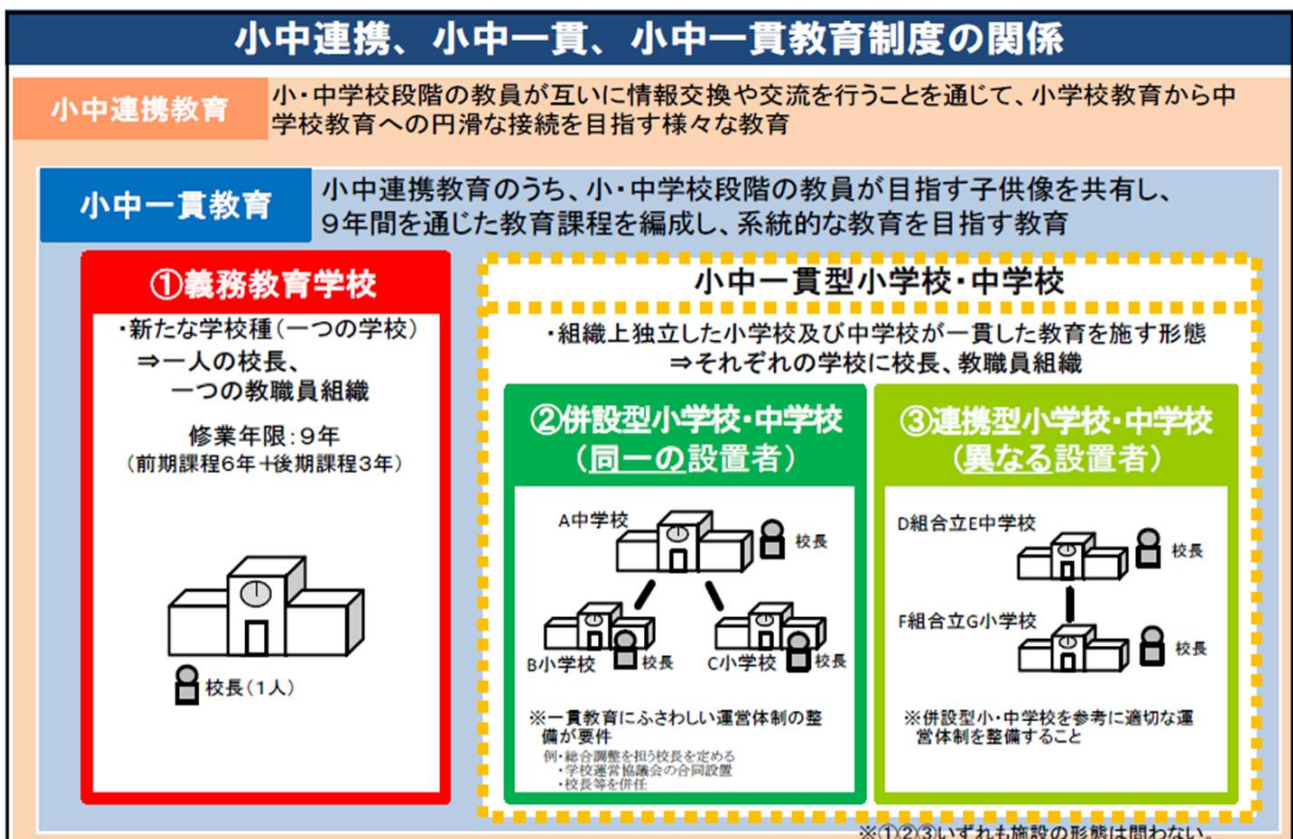 小中連携、小中一貫、小中一貫教育制度の関係
小中連携教育
小・中学校段階の教員が互いに情報交換や交流を行うことを通じて、小学校教育から中
学校教育への円滑な接続を目指す様々な教育
小中一貫教育
小中連携教育のうち、小・中学校段階の教員が目指す子供像を共有し、
9年間を通じた教育課程を編成し、系統的な教育を目指す教育
①義務教育学校
・新たな学校種(一つの学校)
⇒一人の校長、
一つの教職員組織
修業年限:9年
(前期課程6年+後期課程3年)
校長(1人)
小中一貫型小学校・中学校
・組織上独立した小学校及び中学校が一貫した教育を施す形態
⇒それぞれの学校に校長、教職員組織
②併設型小学校・中学校
(同一の設置者)
A中学校
校長
B小学校
校長
C小学校
校長
※一貫教育にふさわしい運営体制の整
備が要件
例・総合調整を担う校長を定める
・学校運営協議会の合同設置
・校長等を併任
③連携型小学校・中学校
(異なる設置者)
D組合立E中学校
校長
F組合立G小学校
校長
※併設型小・中学校を参考に適切な運
営体制を整備すること
※①②③いずれも施設の形態は問わない。